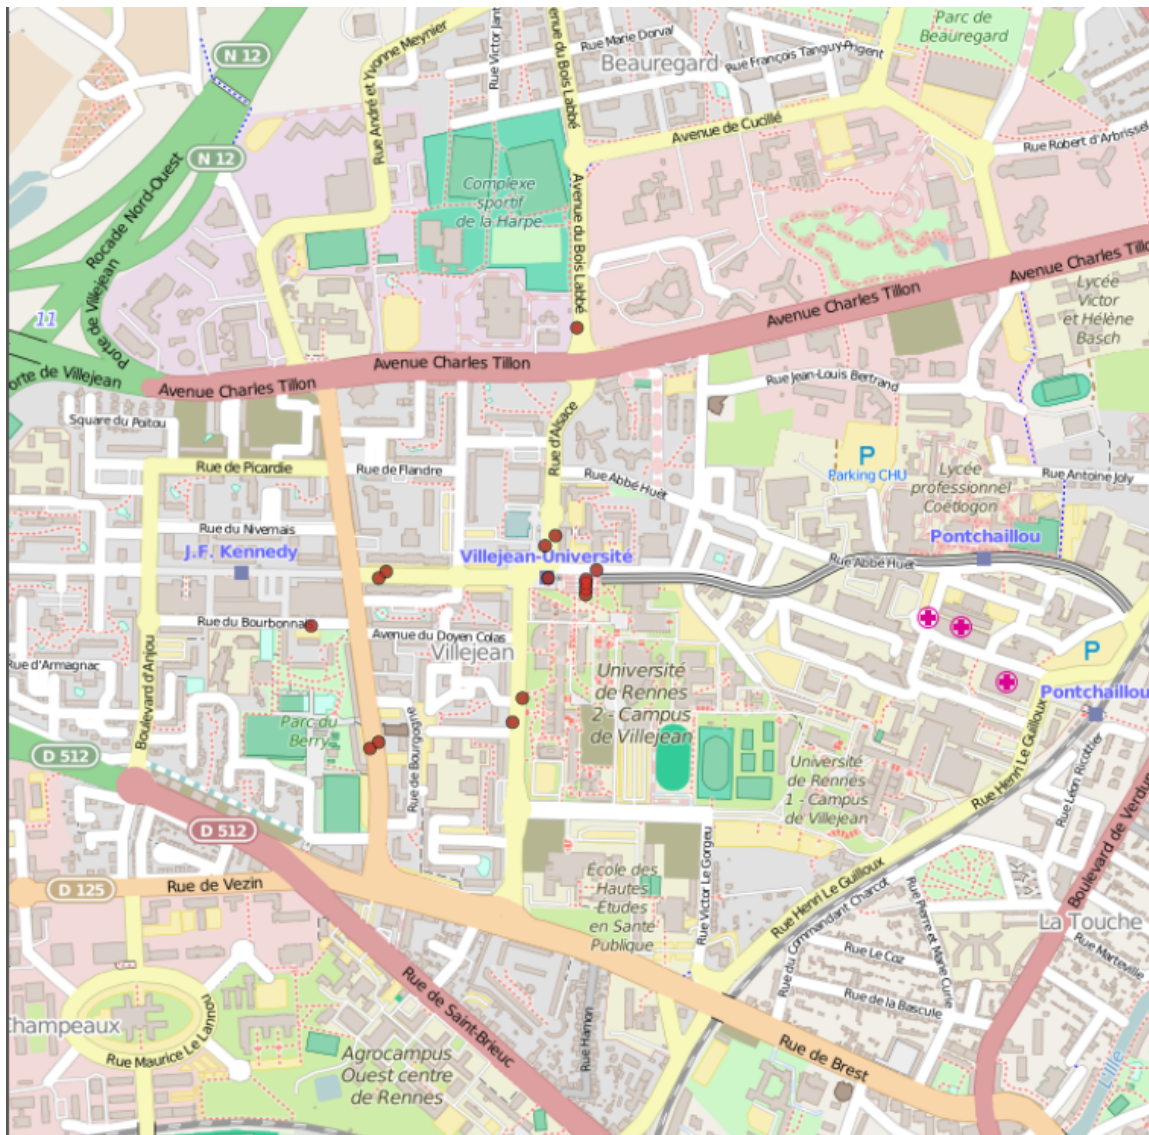 N 12
Rue André et Yvonne Meynier
Rue Victor Jant
enue du Bois Labbé
Rue Marie Dorval
Beauregard
Rue François Tanguy-Prigent
Parc de
Beauregard
N 12
Avenue de Cucillé
Rue Robert d'Arbrissel
Rocade Nord-Ouest
Complexe
sportif
de la Harpe
Avenue du Bois Labbé
Porte de Villejean
11
Avenue Charles Tillon
Avenue Charles Tillo
Lycée
Victor
et Hélène
Basch
orte de Villejean
Avenue Charles Tillon
Avenue Charles Tillon
Rue Jean-Louis Bertrand
Square du Poitou
Rue d'Alsace
Rue de Picardie
Rue de Flandre
Rue Abbé Huet
P
Parking CHU
Lycée
professionnel
Coëtlogon
Rue Antoine Joly
Rue du Nivernais
J.F. Kennedy
Villejean-Université
Pontchaillou
Rue Abbé Huet
Rue du Bourbonnais
Avenue du Doyen Colas
Villejean
Rue d'Armagnac
Boulevard d'Anjou
Université
de Rennes
2 - Campus
de Villejean
P
Pontchaillou
Parc du
Berry
Rue de Bourgogne
D 512
Université
de Rennes
1 - Campus
de Villejean
Rue Henri Le Guilloux
Rue Léon Ricottier
D 512
Boulevard de Verdun
D 125
Rue de Vezin
École des
Hautes
Études
en Santé
Publique
Rue Victor Le Gorgeu
Rue Henri Le Guilloux
Rue du Commandant Charcot
Rue Pierre et Marie Curie
La Touche
Rue Le Coz
Rue Marteville
Rue de la Bascule
Rue de Saint-Brieuc
champeaux
Rue Maurice Le Lannou
Rue Harnon
Agrocampus
Ouest centre
de Rennes
Rue de Brest
L'Ille